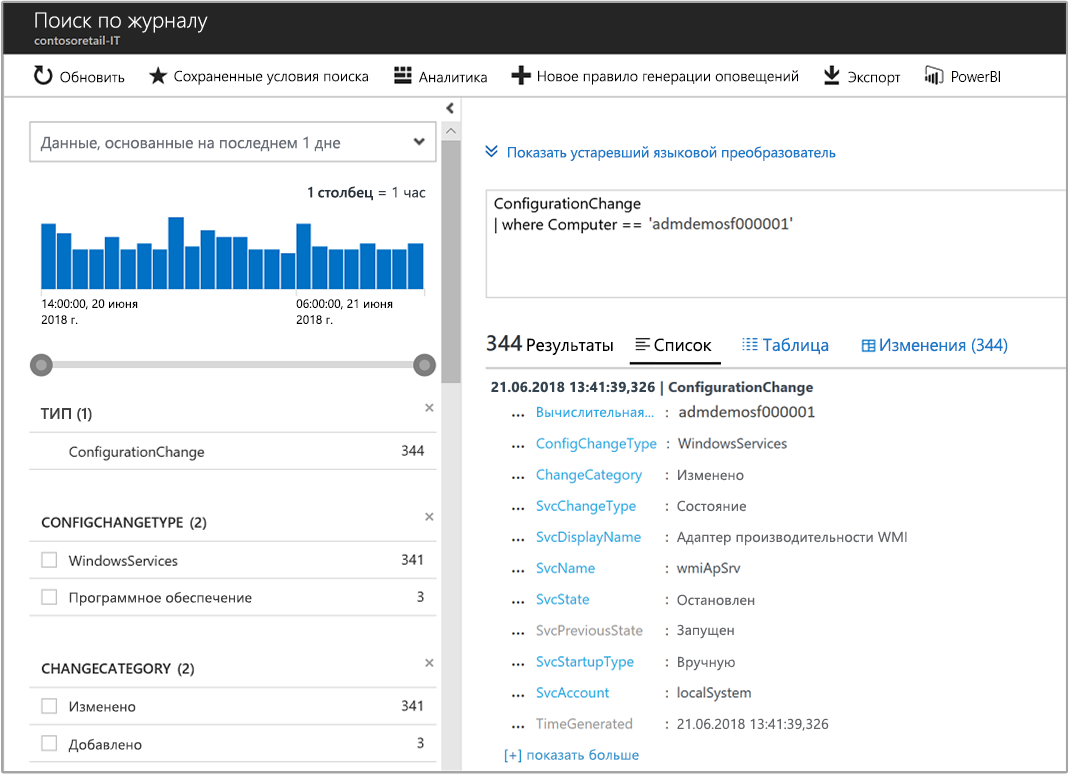 Поиск по журналу
contosoretail-IT
Обновить Сохраненные условия поиска Аналитика Новое правило генерации оповещений Экспорт PowerBI
Данные, основанные на последнем 1 дне
1 столбец = 1 час
14:00:00, 20 июня 06:00:00, 21 июня
2018 г. 2018 г.
ТИП (1)
ConfigurationChange 344
CONFIGCHANGETYPE (2)
WindowsServices 341
Программное обеспечение 3
CHANGECATEGORY (2)
Изменено 341
Добавлено 3
Показать устаревший языковой преобразователь
ConfigurationChange
| where Computer == 'admdemosf000001'
344 Результаты Список Таблица Изменения (344)
21.06.2018 13:41:39,326 | ConfigurationChange
... Вычислительная... : admdemosf000001
... ConfigChangeType : WindowsServices
... ChangeCategory : Изменено
... SvcChangeType : Состояние
... SvcDisplayName : Адаптер производительности WMI
... SvcName : wmiApSrv
... SvcState : Остановлен
... SvcPreviousState : Запущен
... SvcStartupType : Вручную
... SvcAccount : localSystem
... TimeGenerated : 21.06.2018 13:41:39,326
[+] показать больше